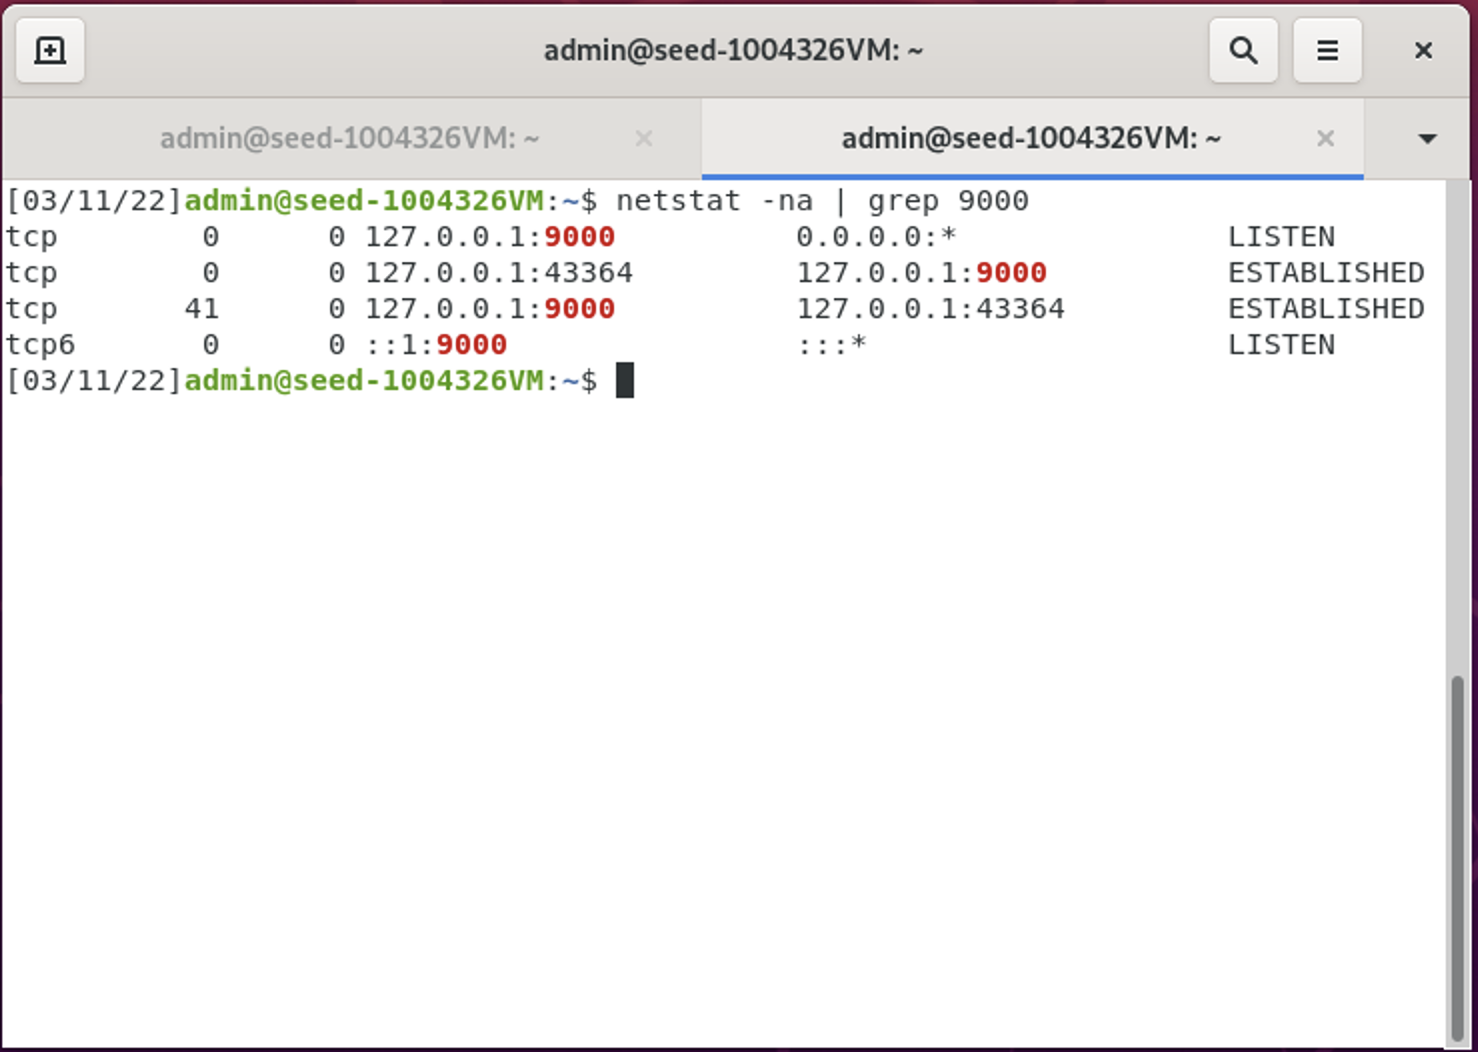 admin@seed-1004326VM: ~
admin@seed-1004326VM: ~ admin@seed-1004326VM: ~
[03/11/22]admin@seed-1004326VM:~$ netstat -na | grep 9000
tcp        0      0 127.0.0.1:9000          0.0.0.0:*               LISTEN
tcp        0      0 127.0.0.1:43364         127.0.0.1:9000          ESTABLISHED
tcp       41      0 127.0.0.1:9000          127.0.0.1:43364         ESTABLISHED
tcp6       0      0 ::1:9000                :::*                    LISTEN
[03/11/22]admin@seed-1004326VM:~$